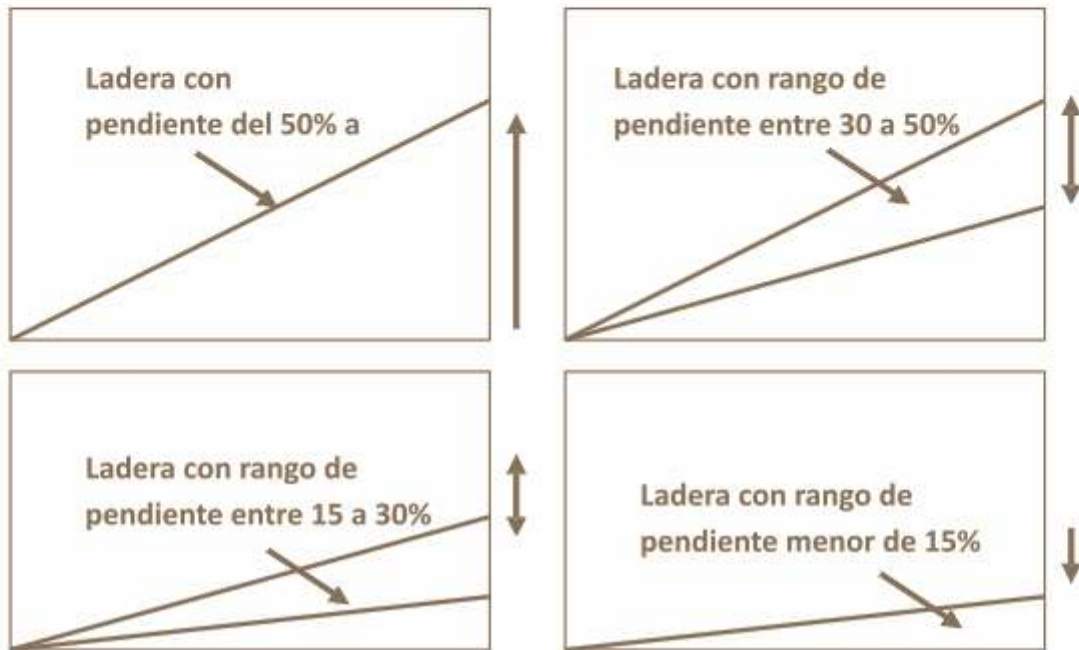 Ladera con
pendiente del 50% a
Ladera con rango de
pendiente entre 30 a 50%
Ladera con rango de
pendiente entre 15 a 30%
Ladera con rango de
pendiente menor de 15%